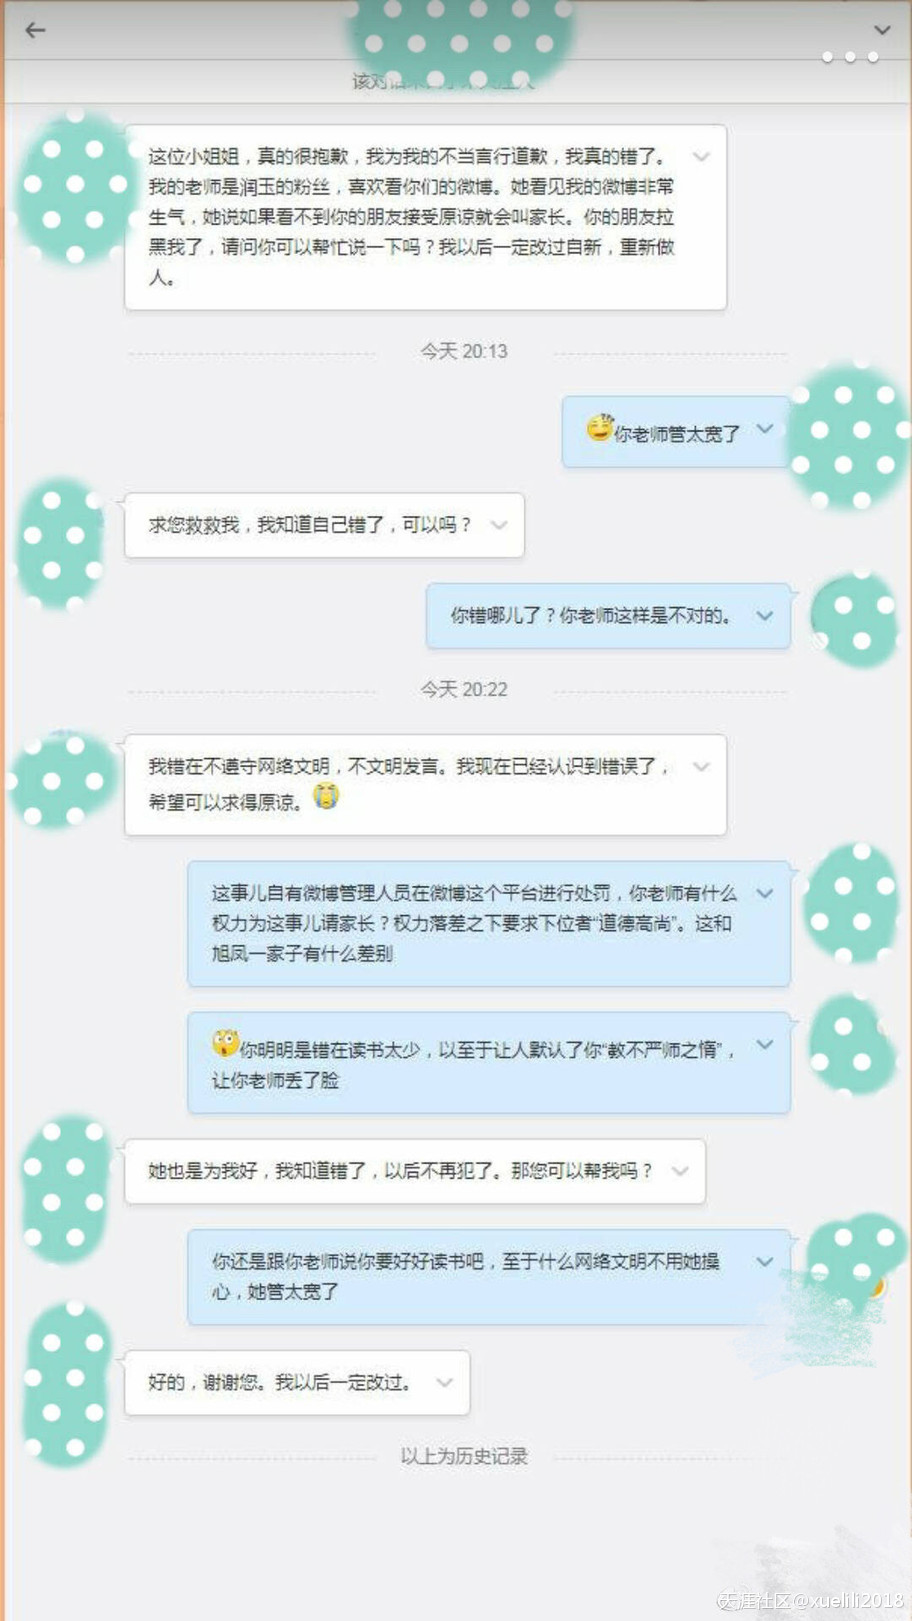 这位小姐姐，真的很抱歉，我为我的不当言行道歉，我真的错了。
我的老师是润玉的粉丝，喜欢看你们的微博。她看见我的微博非常
生气，她说如果看不到你的朋友接受原谅就会叫家长。你的朋友拉
黑我了，请问你可以帮忙说一下吗？我以后一定改过自新，重新做
人。
今天 20:13
你老师管太宽了
求您救救我，我知道自己错了，可以吗？
你错哪儿了？你老师这样是不对的。
今天 20:22
我错在不遵守网络文明，不文明发言。我现在已经认识到错误了，
希望可以求得原谅。
这事儿自有微博管理人员在微博这个平台进行处罚，你老师有什么
权力为这事儿请家长？权力落差之下要求下位者“道德高尚”。这和
旭凤一家子有什么差别
你明明是错在读书太少，以至于让人默认了你“教不严师之惰”，
让你老师丢了脸
她也是为我好，我知道错了，以后不再犯了。那您可以帮我吗？
你还是跟你老师说你要好好读书吧，至于什么网络文明不用她操
心，她管太宽了
好的，谢谢您。我以后一定改过。
以上为历史记录
天涯社区@xuelili2018